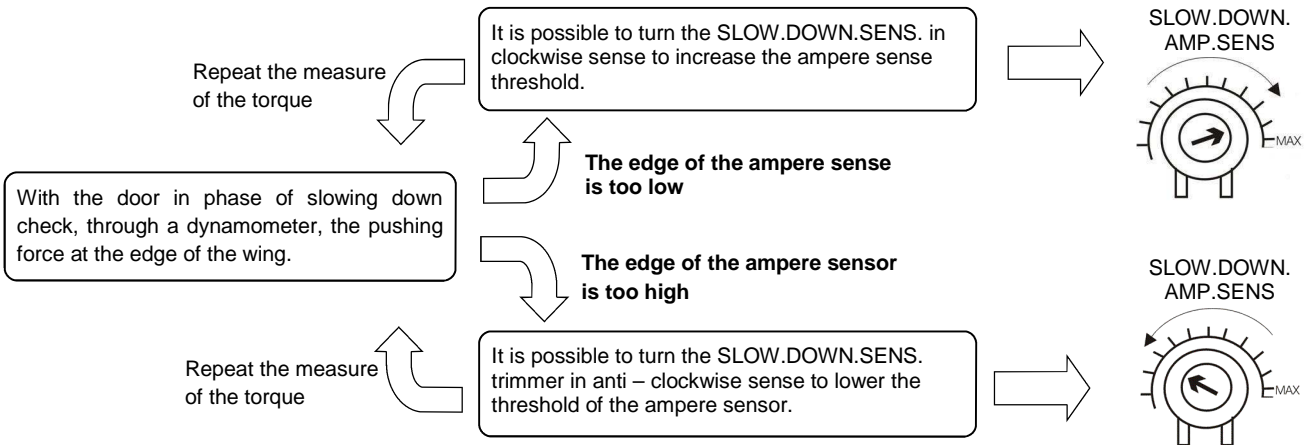 It is possible to turn the SLOW.DOWN.SENS. in
clockwise sense to increase the ampere sense
threshold.
SLOW.DOWN.
AMP.SENS
MAX
Repeat the measure
of the torque
The edge of the ampere sense
is too low
With the door in phase of slowing down
check, through a dynamometer, the pushing
force at the edge of the wing.
The edge of the ampere sensor
is too high
Repeat the measure
of the torque
It is possible to turn the SLOW.DOWN.SENS.
trimmer in anti – clockwise sense to lower the
threshold of the ampere sensor.
SLOW.DOWN.
AMP.SENS
MAX